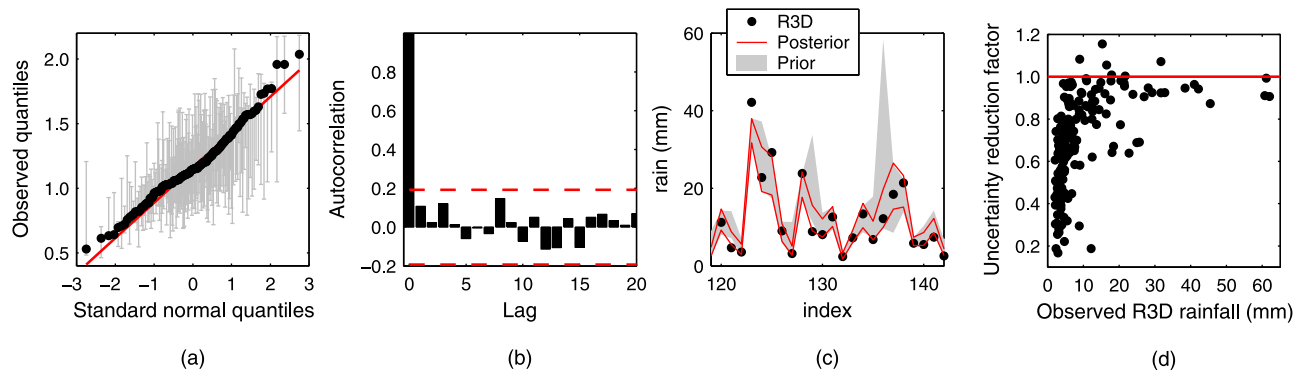 Observed quantiles
2.0
1.5
1.0
0.5
−3 −2 −1 0 1 2 3
Standard normal quantiles
(a)
Autocorrelation
0.8
0.6
0.4
0.2
0.0
−0.2
0 5 10 15 20
Lag
(b)
rain (mm)
60
40
20
0
R3D
Posterior
Prior
120 130 140
index
(c)
Uncertainty reduction factor
1.2
1.0
0.8
0.6
0.4
0.2
0 10 20 30 40 50 60
Observed R3D rainfall (mm)
(d)